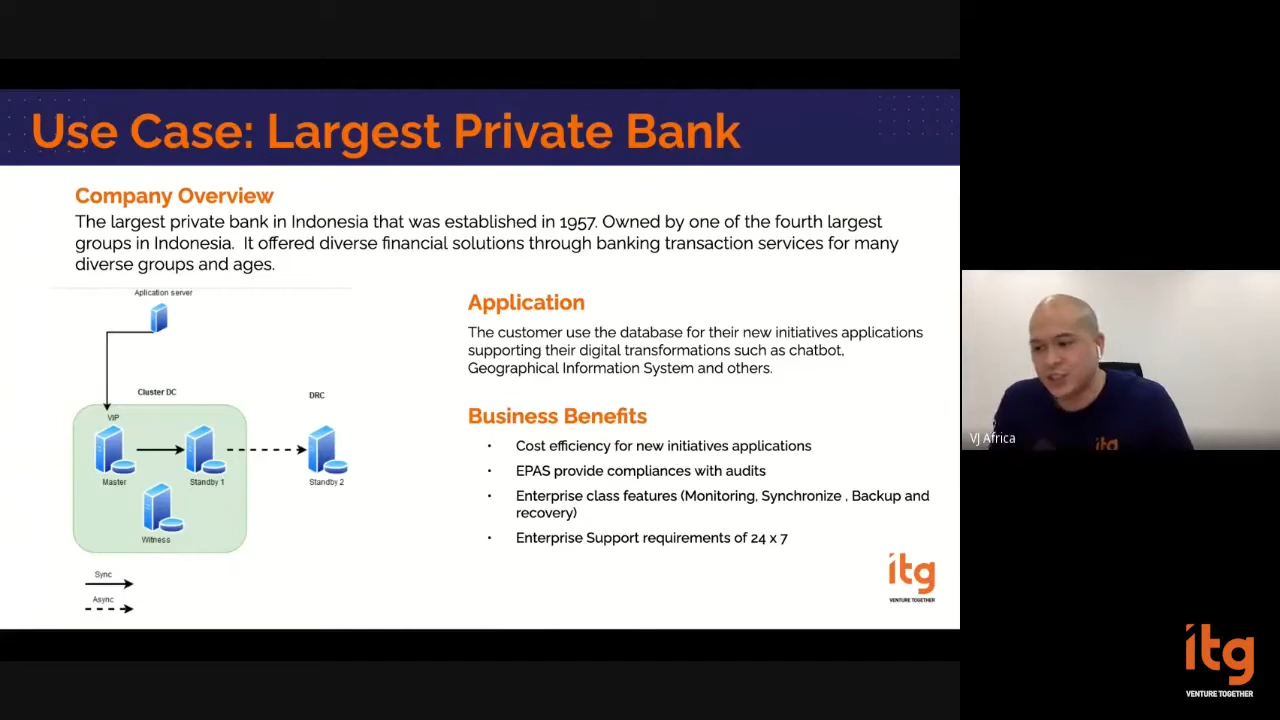 Use Case: Largest Private Bank
Company Overview
The largest private bank in Indonesia that was established in 1957. Owned by one of the fourth largest
groups in Indonesia. It offered diverse financial solutions through banking transaction services for many
diverse groups and ages.
Aplication server
Cluster DC
DRC
VIP
Master
Standby 1
Standby 2
Witness
Sync
Async
Application
The customer use the database for their new initiatives applications
supporting their digital transformations such as chatbot,
Geographical Information System and others.
Business Benefits
• Cost efficiency for new initiatives applications
• EPAS provide compliances with audits
• Enterprise class features (Monitoring, Synchronize , Backup and
recovery)
• Enterprise Support requirements of 24 x 7
itg
VENTURE TOGETHER
VJ Africa
itg
itg
VENTURE TOGETHER